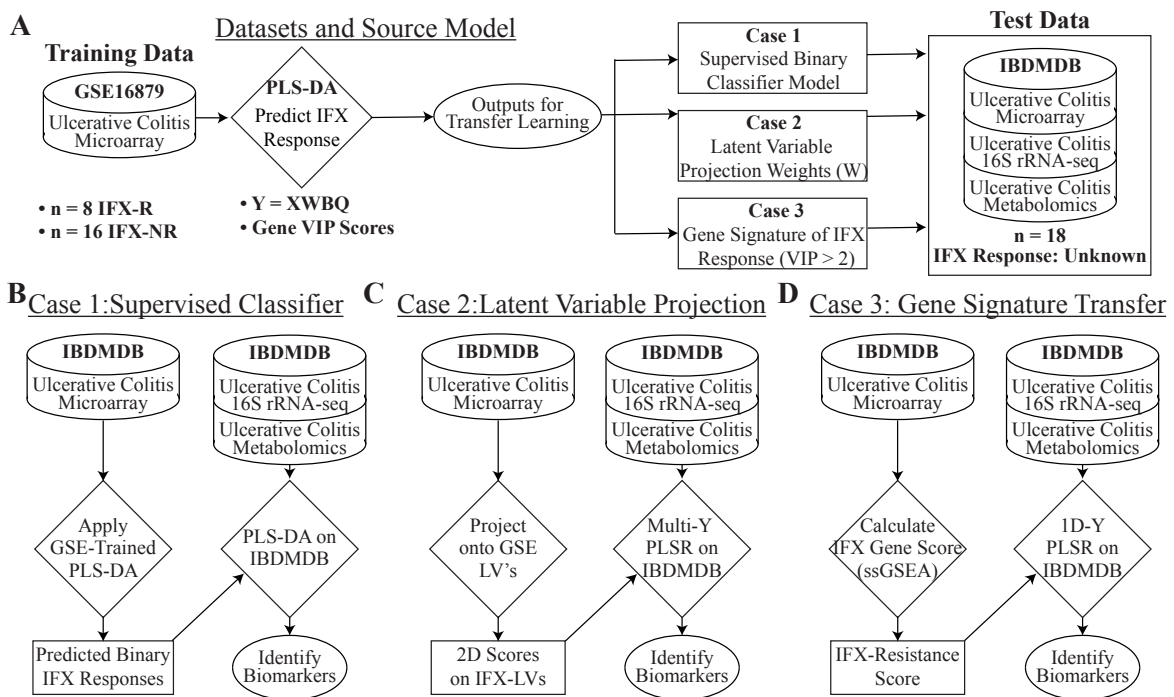 A
Datasets and Source Model
Training Data
GSE16879
Ulcerative Colitis
Microarray
• n = 8 IFX-R
• n = 16 IFX-NR
PLS-DA
Predict IFX
Response
• Y = XWBQ
• Gene VIP Scores
Outputs for
Transfer Learning
Case 1
Supervised Binary
Classifier Model
Case 2
Latent Variable
Projection Weights (W)
Case 3
Gene Signature of IFX
Response (VIP > 2)
Test Data
IBDMDB
Ulcerative Colitis
Microarray
Ulcerative Colitis
16S rRNA-seq
Ulcerative Colitis
Metabolomics
n = 18
IFX Response: Unknown
B
Case 1:Supervised Classifier
IBDMDB
Ulcerative Colitis
Microarray
Apply
GSE-Trained
PLS-DA
Predicted Binary
IFX Responses
IBDMDB
Ulcerative Colitis
16S rRNA-seq
Ulcerative Colitis
Metabolomics
PLS-DA on
IBDMDB
Identify
Biomarkers
C
Case 2:Latent Variable Projection
IBDMDB
Ulcerative Colitis
Microarray
Project
onto GSE
LV's
2D Scores
on IFX-LVs
IBDMDB
Ulcerative Colitis
16S rRNA-seq
Ulcerative Colitis
Metabolomics
Multi-Y
PLSR on
IBDMDB
Identify
Biomarkers
D
Case 3: Gene Signature Transfer
IBDMDB
Ulcerative Colitis
Microarray
Calculate
IFX Gene Score
(ssGSEA)
IFX-Resistance
Score
IBDMDB
Ulcerative Colitis
16S rRNA-seq
Ulcerative Colitis
Metabolomics
1D-Y
PLSR on
IBDMDB
Identify
Biomarkers